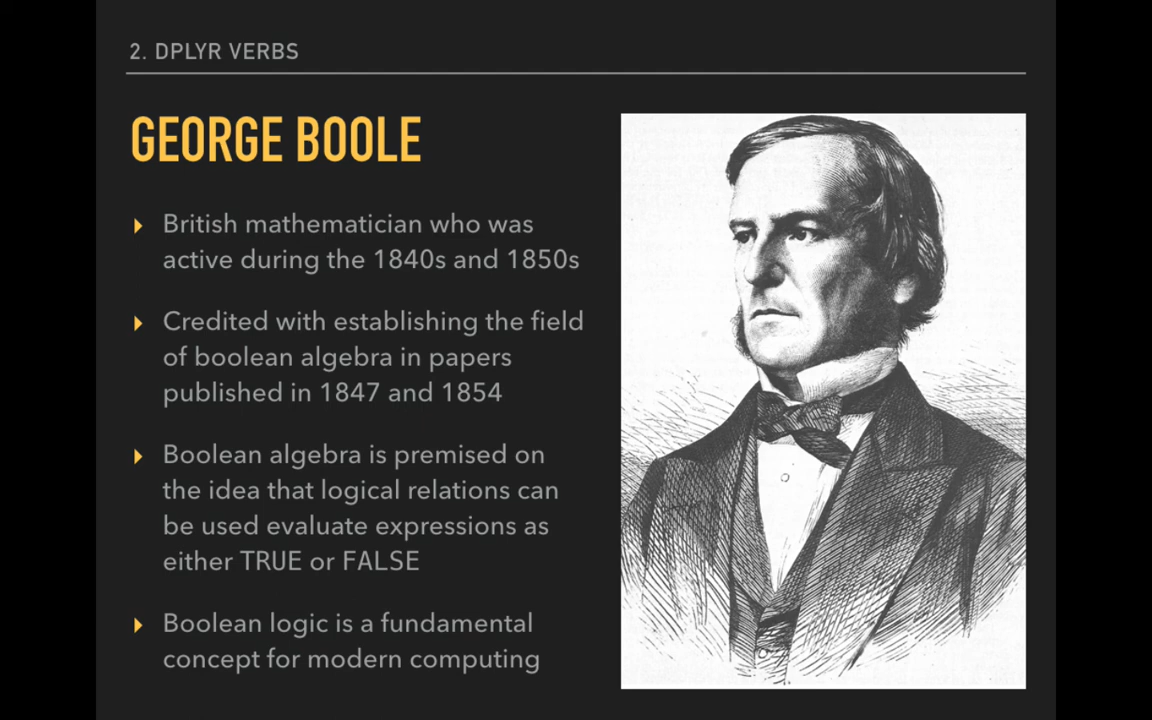 2. DPLYR VERBS
GEORGE BOOLE
British mathematician who was
active during the 1840s and 1850s
Credited with establishing the field
of boolean algebra in papers
published in 1847 and 1854
Boolean algebra is premised on
the idea that logical relations can
be used evaluate expressions as
either TRUE or FALSE
Boolean logic is a fundamental
concept for modern computing